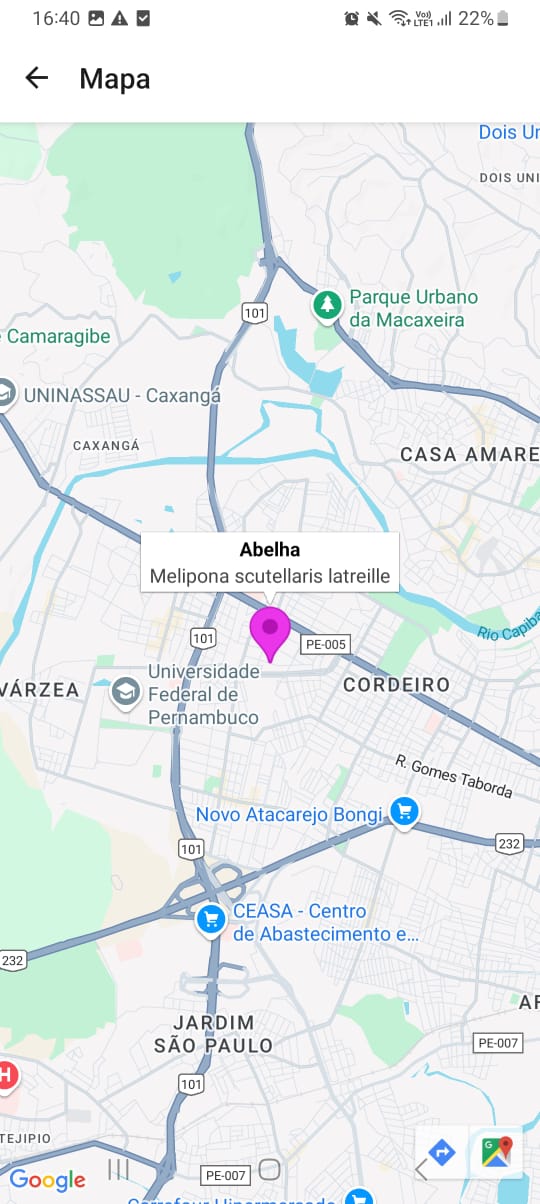 16:40
Vo))
LTE1
22%
Mapa
Dois Un
DOIS UNI
Parque Urbano
da Macaxeira
101
Camaragibe
UNINASSAU - Caxangá
CAXANGÁ
CASA AMARE
Abelha
Melipona scutellaris latreille
Rio Capiba
101
PE-005
Universidade
Federal de
Pernambuco
VÁRZEA
CORDEIRO
R. Gomes Taborda
Novo Atacarejo Bongi
101
232
CEASA - Centro
de Abastecimento e...
232
JARDIM
SÃO PAULO
PE-007
101
H
TEJIPIO
Google
PE-007
G
Carrefour Hipermercado